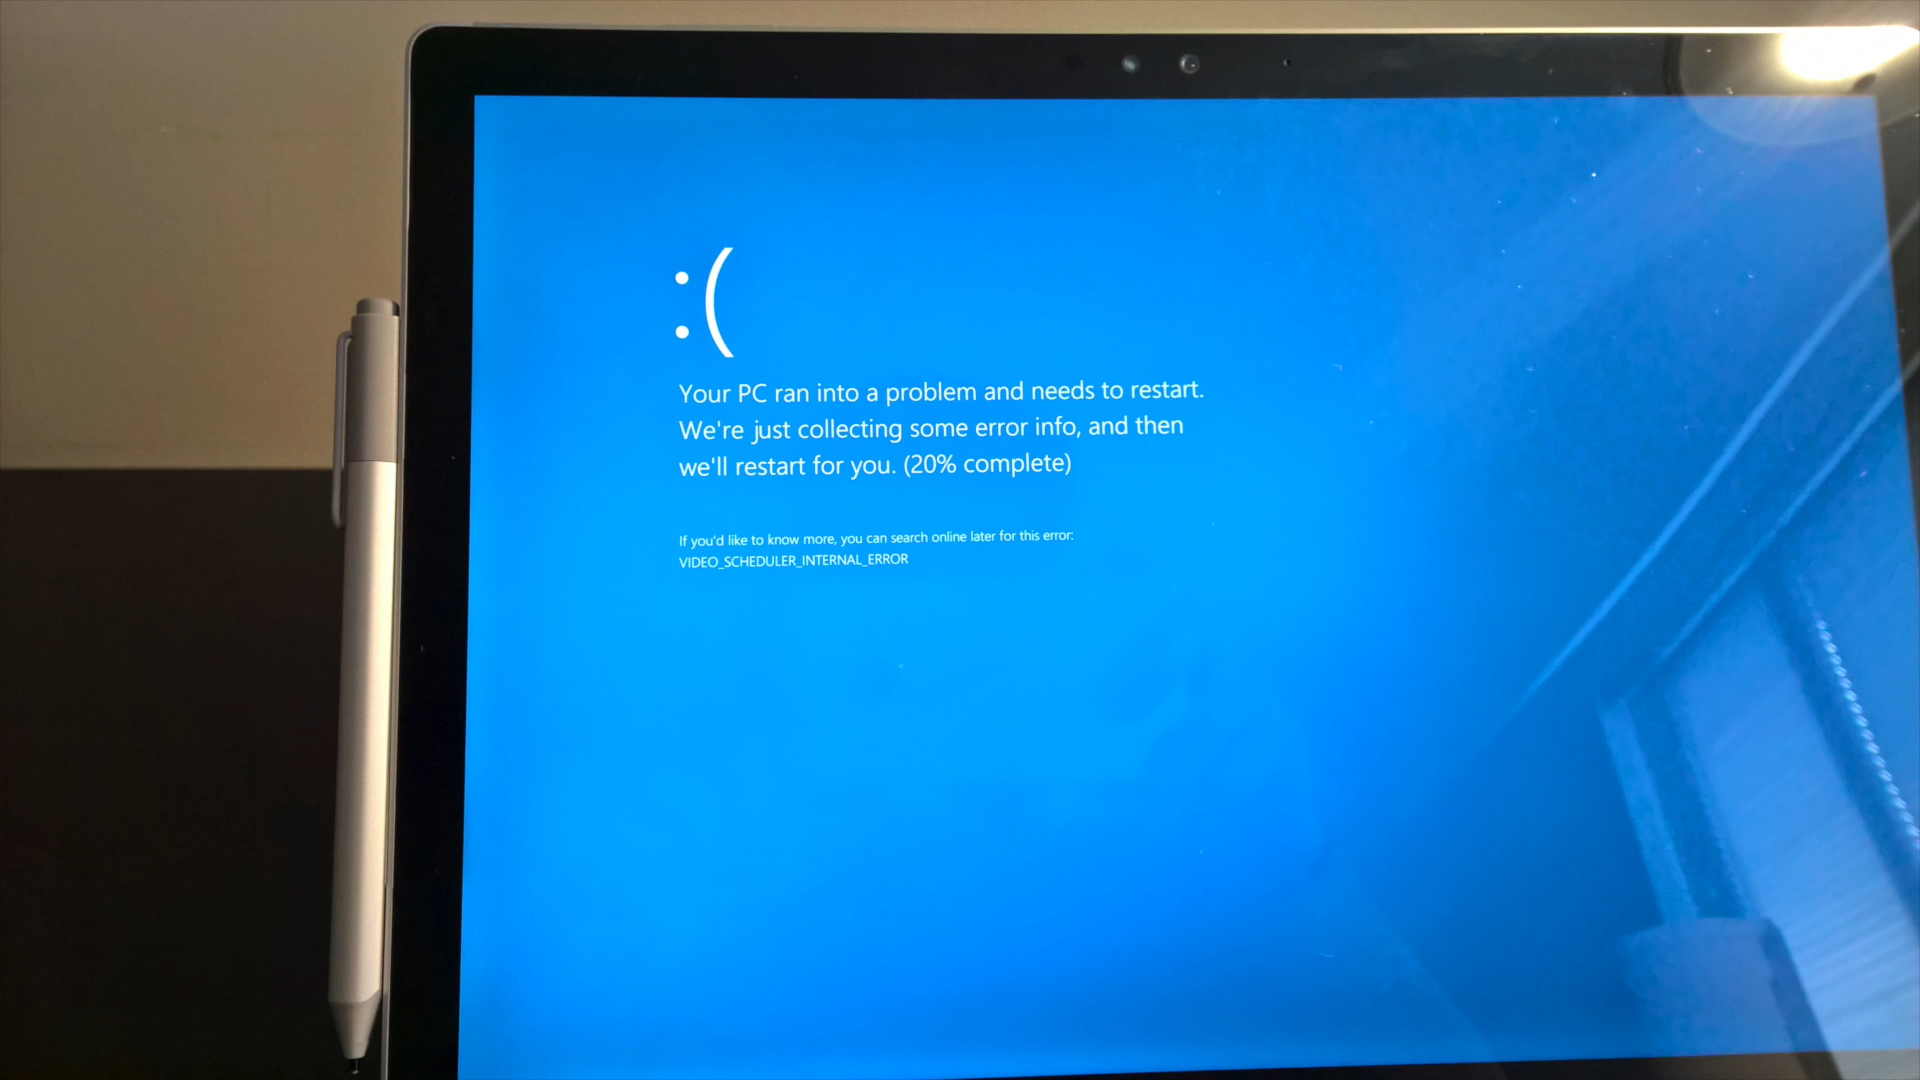 :(
Your PC ran into a problem and needs to restart.
We're just collecting some error info, and then
we'll restart for you. (20% complete)
If you'd like to know more, you can search online later for this error:
VIDEO_SCHEDULER_INTERNAL_ERROR